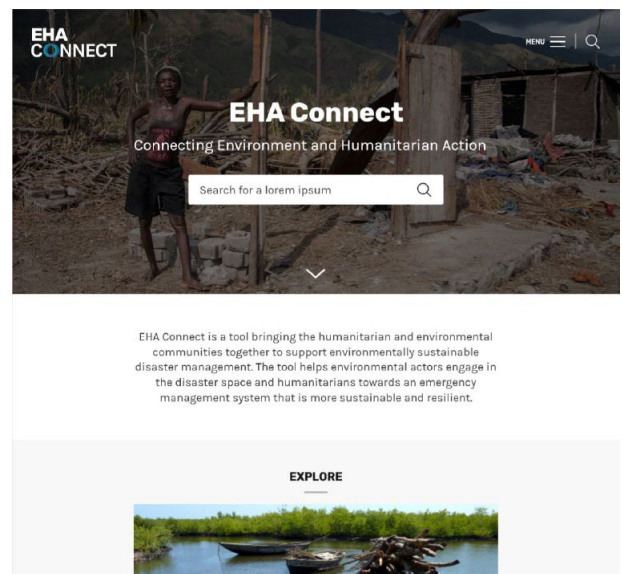 EHA
CONNECT
MENU
EHA Connect
Connecting Environment and Humanitarian Action
Search for a lorem ipsum
EHA Connect is a tool bringing the humanitarian and environmental
communities together to support environmentally sustainable
disaster management. The tool helps environmental actors engage in
the disaster space and humanitarians towards an emergency
management system that is more sustainable and resilient.
EXPLORE